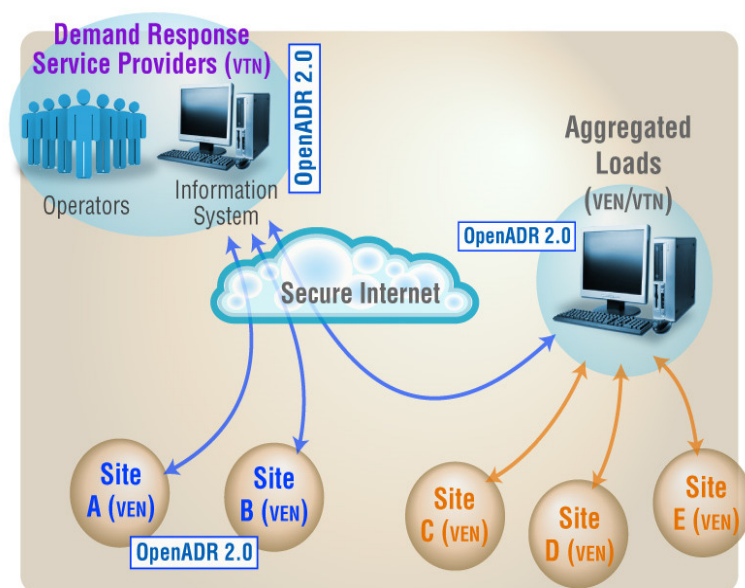 Demand Response
Service Providers (VTN)
OpenADR 2.0
Operators
Information
System
Aggregated
Loads
(VEN/VTN)
OpenADR 2.0
Secure Internet
Site
A (VEN)
Site
B (VEN)
OpenADR 2.0
Site
C (VEN)
Site
D (VEN)
Site
E (VEN)